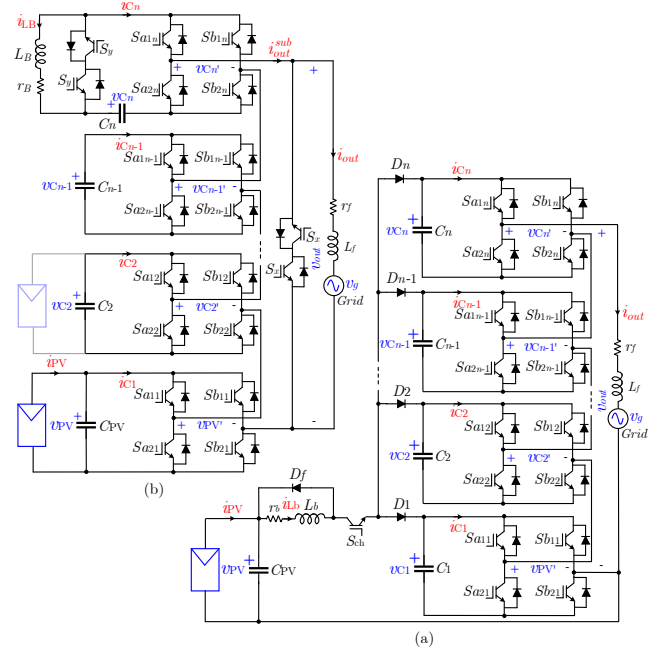 iLB
iCn
LB
rB
Sy
Sy
vCn
Cn
Sa1n
Sb1n
Sa2n
Sb2n
+ vCn' -
isub out
+
iout
iCn-1
vCn-1
Cn-1
Sa1n-1
Sb1n-1
+ vCn-1' -
Sa2n-1
Sb2n-1
Sx
Sx
vout
rf
Lf
vg
Grid
iC2
vC2
C2
Sa12
Sb12
+ vC2' -
Sa22
Sb22
iPV
iC1
vPV
CPV
Sa11
Sb11
+ vPV' -
Sa21
Sb21
-
(b)
Dn
iCn
vCn
Cn
Sa1n
Sb1n
+ vCn' -
Sa2n
Sb2n
+
iout
Dn-1
iCn-1
vCn-1
Cn-1
Sa1n-1
Sb1n-1
+ vCn-1' -
Sa2n-1
Sb2n-1
vout
rf
Lf
vg
Grid
D2
iC2
vC2
C2
Sa12
Sb12
+ vC2' -
Sa22
Sb22
Df
iPV
rb
iLb
Lb
Sch
D1
iC1
vPV
CPV
vC1
C1
Sa11
Sb11
+ vPV' -
Sa21
Sb21
-
(a)